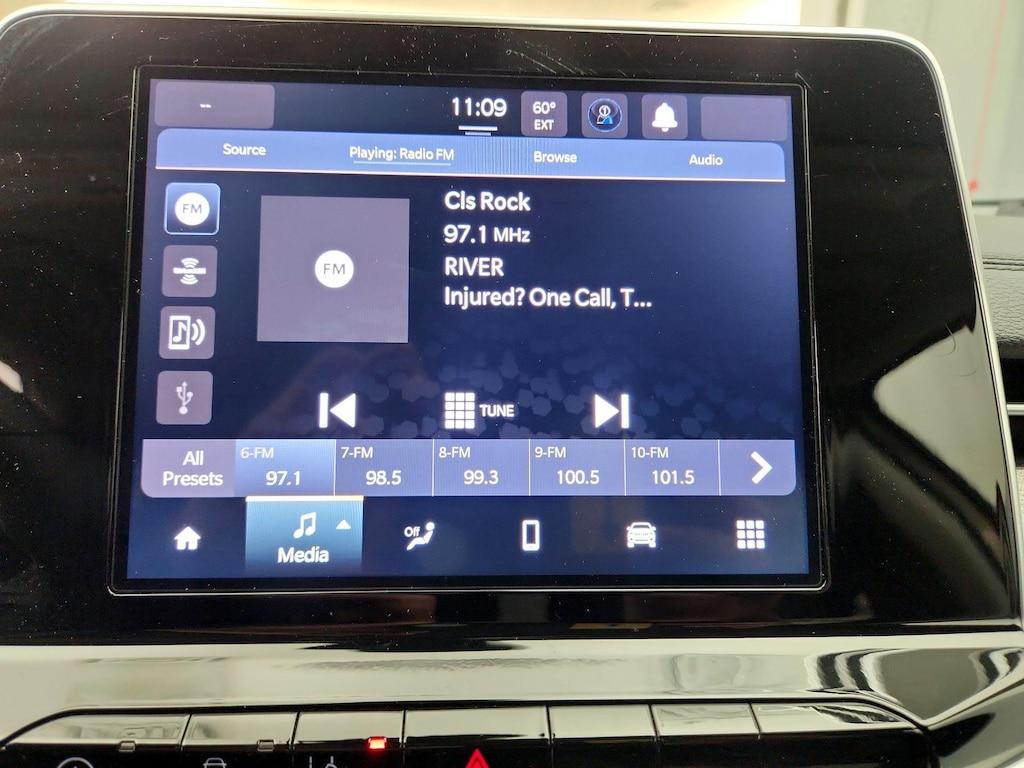 --
11:09
60°
EXT
Source
Playing: Radio FM
Browse
Audio
FM
FM
Cls Rock
97.1 MHz
RIVER
Injured? One Call, T...
TUNE
All
Presets
6-FM
97.1
7-FM
98.5
8-FM
99.3
9-FM
100.5
10-FM
101.5
Media
Off